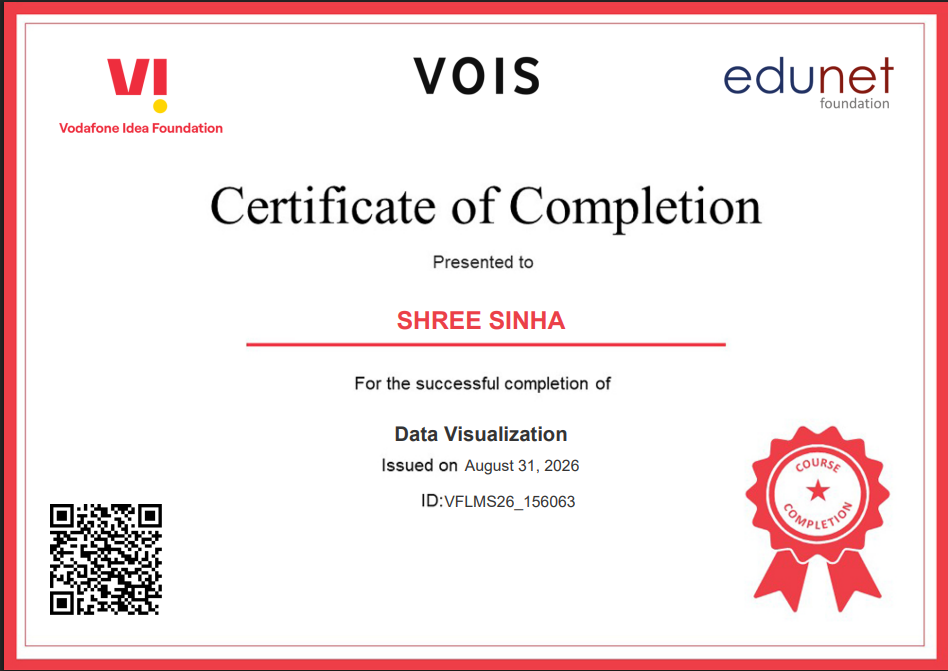 VI
Vodafone Idea Foundation
VOIS
edunet
foundation
Certificate of Completion
Presented to
SHREE SINHA
For the successful completion of
Data Visualization
Issued on August 31, 2026
ID:VFLMS26_156063
COURSE
COMPLETION